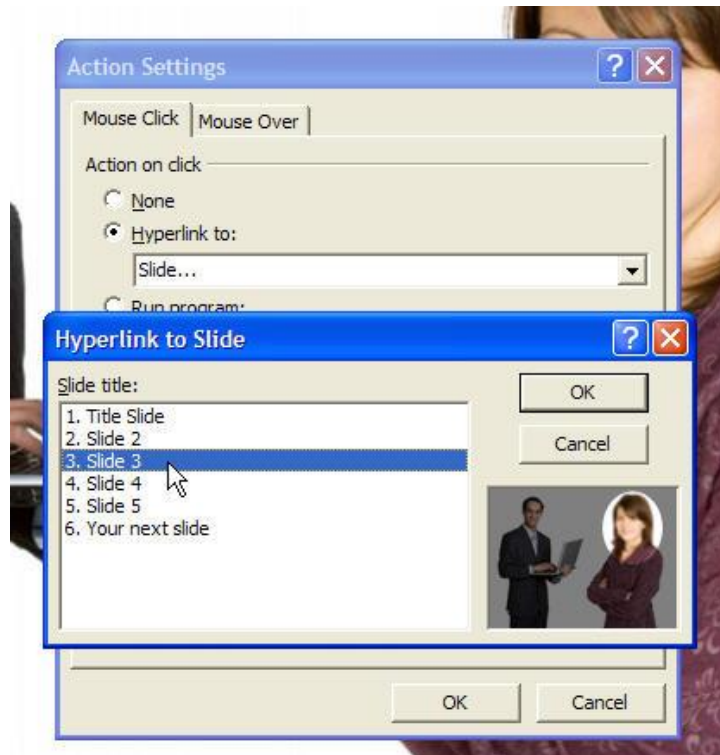 Action Settings
Mouse Click
Mouse Over
Action on click
None
Hyperlink to:
Slide...
Run program:
Hyperlink to Slide
Slide title:
1. Title Slide
2. Slide 2
3. Slide 3
4. Slide 4
5. Slide 5
6. Your next slide
OK
Cancel
OK
Cancel